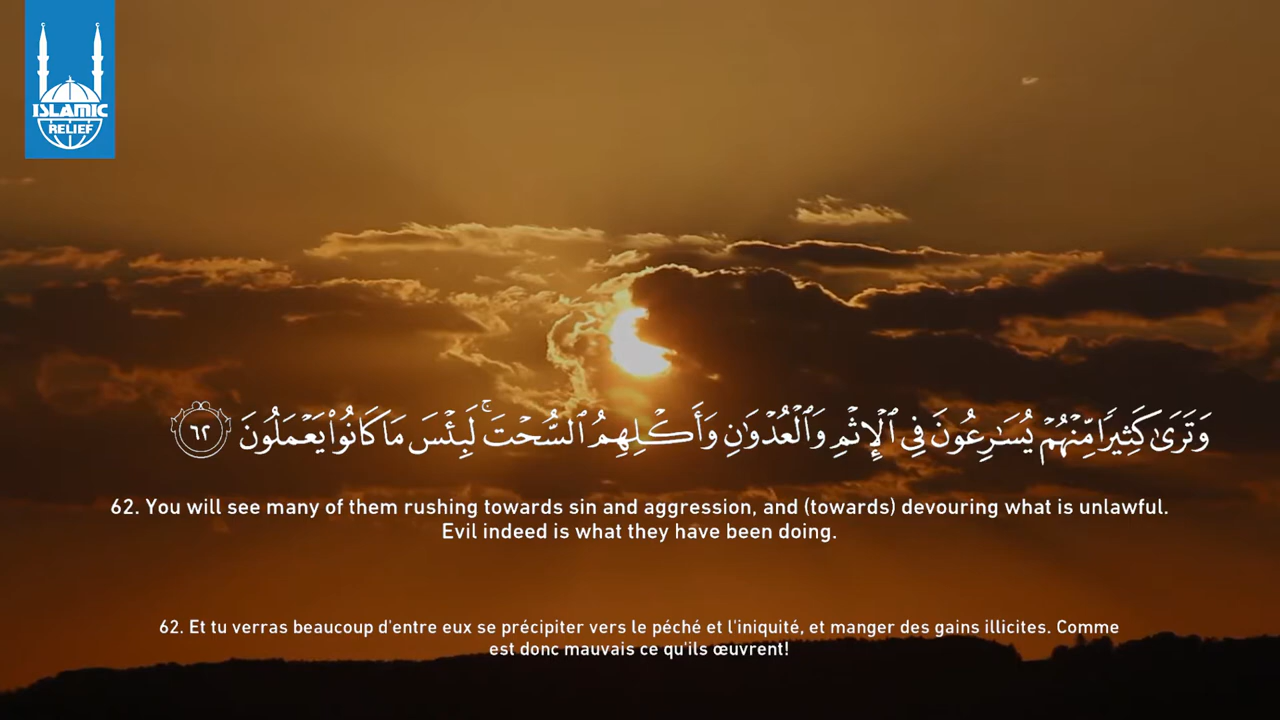 ISLAMIC
RELIEF
وَتَرَىٰ كَثِيرًا مِّنْهُمْ يُسَـٰرِعُونَ فِى ٱلْإِثْمِ وَٱلْعُدْوَٰنِ وَأَكْلِهِمُ ٱلسُّحْتَ ۚ لَبِئْسَ مَا كَانُوا۟ يَعْمَلُونَ ٦٢
62. You will see many of them rushing towards sin and aggression, and (towards) devouring what is unlawful.
Evil indeed is what they have been doing.
62. Et tu verras beaucoup d'entre eux se précipiter vers le péché et l'iniquité, et manger des gains illicites. Comme
est donc mauvais ce qu'ils œuvrent!